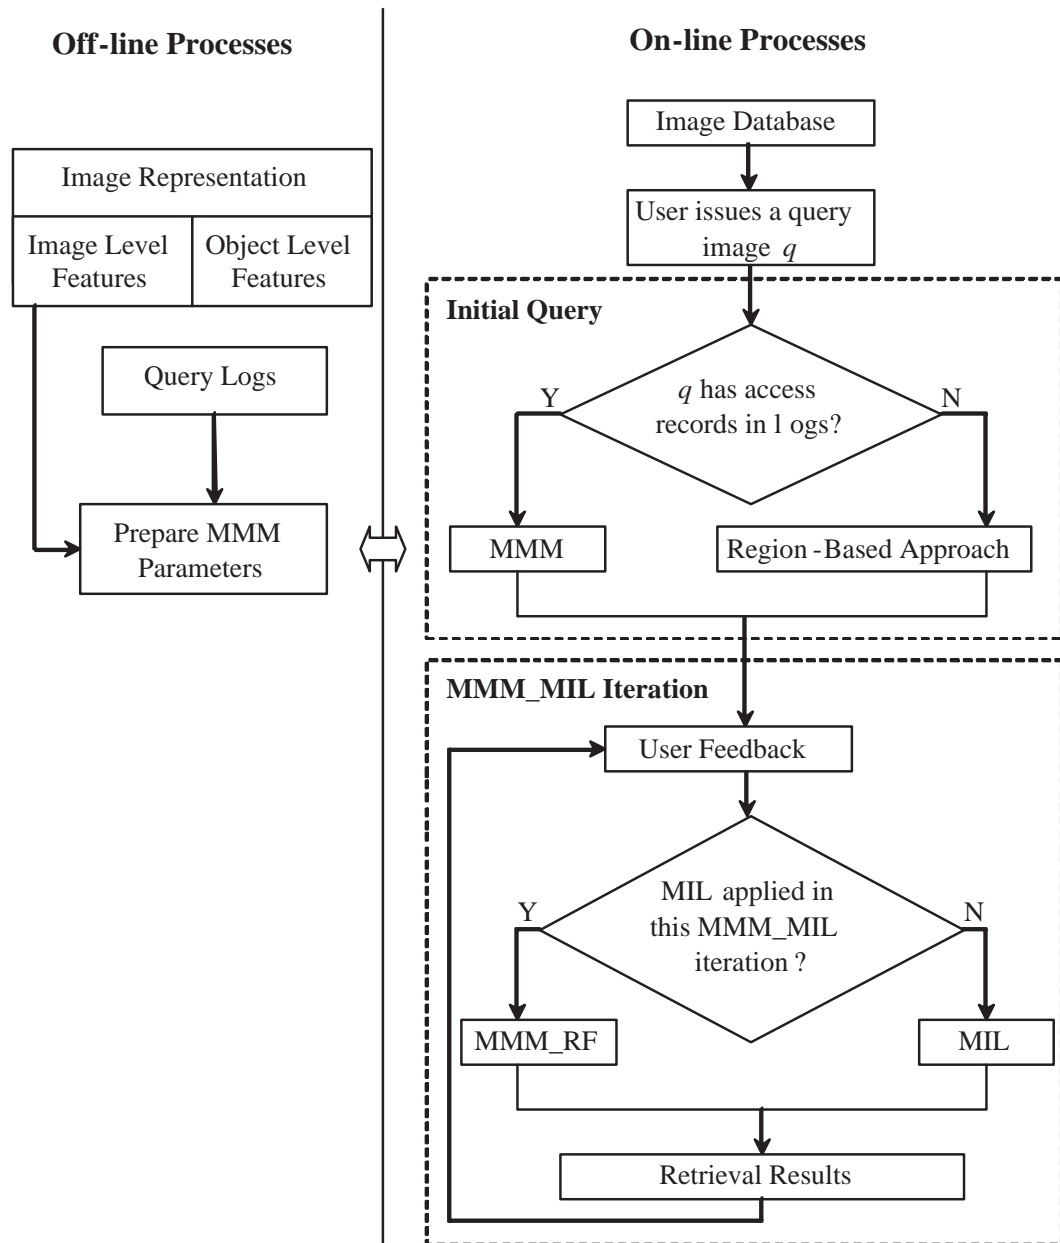 Off-line Processes
On-line Processes
Image Representation
Image Level
Features
Object Level
Features
Query Logs
Prepare MMM
Parameters
Image Database
User issues a query
image q
Initial Query
q has access
records in l ogs?
Y
N
MMM
Region -Based Approach
MMM_MIL Iteration
User Feedback
MIL applied in
this MMM_MIL
iteration ?
Y
N
MMM_RF
MIL
Retrieval Results